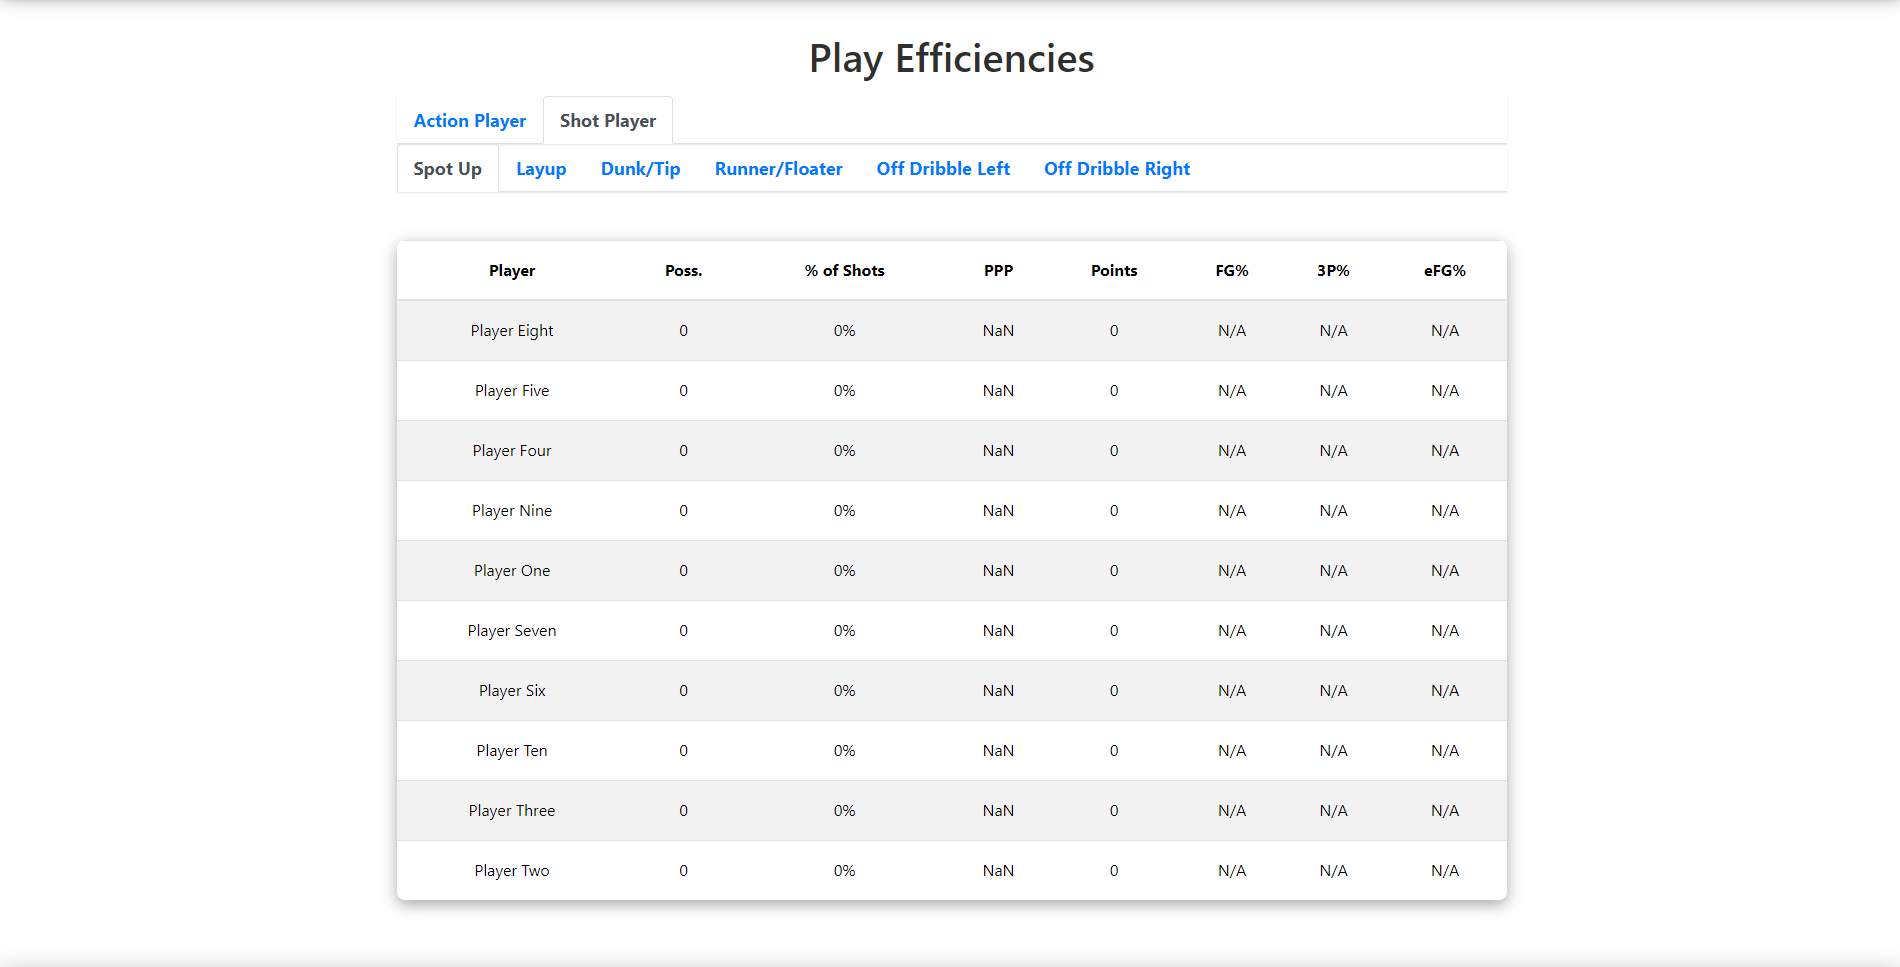 Play Efficiencies
Action Player Shot Player
Spot Up Layup Dunk/Tip Runner/Floater Off Dribble Left Off Dribble Right
Player Poss. % of Shots PPP Points FG% 3P% eFG%
Player Eight 0 0% NaN 0 N/A N/A N/A
Player Five 0 0% NaN 0 N/A N/A N/A
Player Four 0 0% NaN 0 N/A N/A N/A
Player Nine 0 0% NaN 0 N/A N/A N/A
Player One 0 0% NaN 0 N/A N/A N/A
Player Seven 0 0% NaN 0 N/A N/A N/A
Player Six 0 0% NaN 0 N/A N/A N/A
Player Ten 0 0% NaN 0 N/A N/A N/A
Player Three 0 0% NaN 0 N/A N/A N/A
Player Two 0 0% NaN 0 N/A N/A N/A